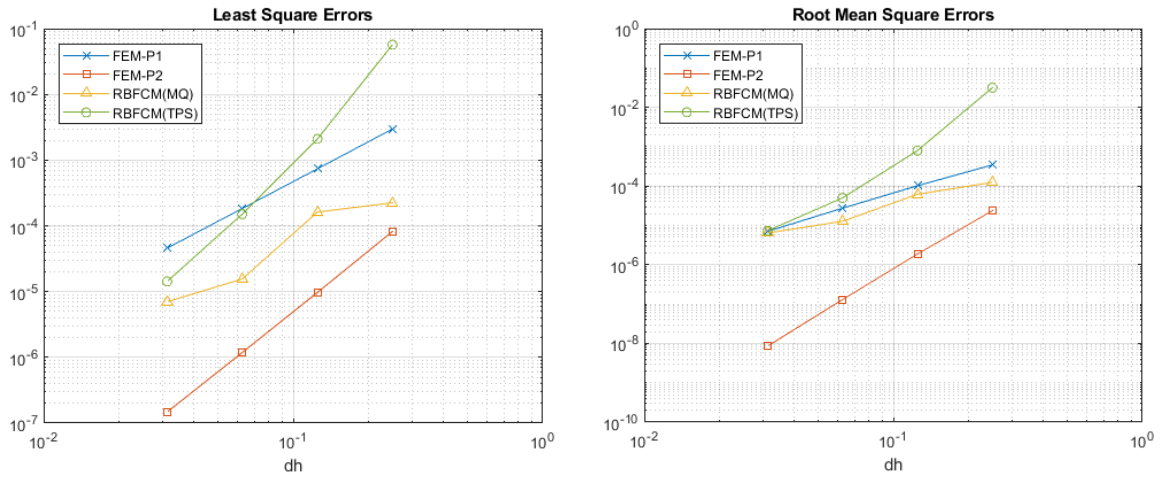 Least Square Errors
10^-1
10^-2
10^-3
10^-4
10^-5
10^-6
10^-7
FEM-P1
FEM-P2
RBFCM(MQ)
RBFCM(TPS)
10^-2
10^-1
10^0
dh
Root Mean Square Errors
10^0
10^-2
10^-4
10^-6
10^-8
10^-10
FEM-P1
FEM-P2
RBFCM(MQ)
RBFCM(TPS)
10^-2
10^-1
10^0
dh